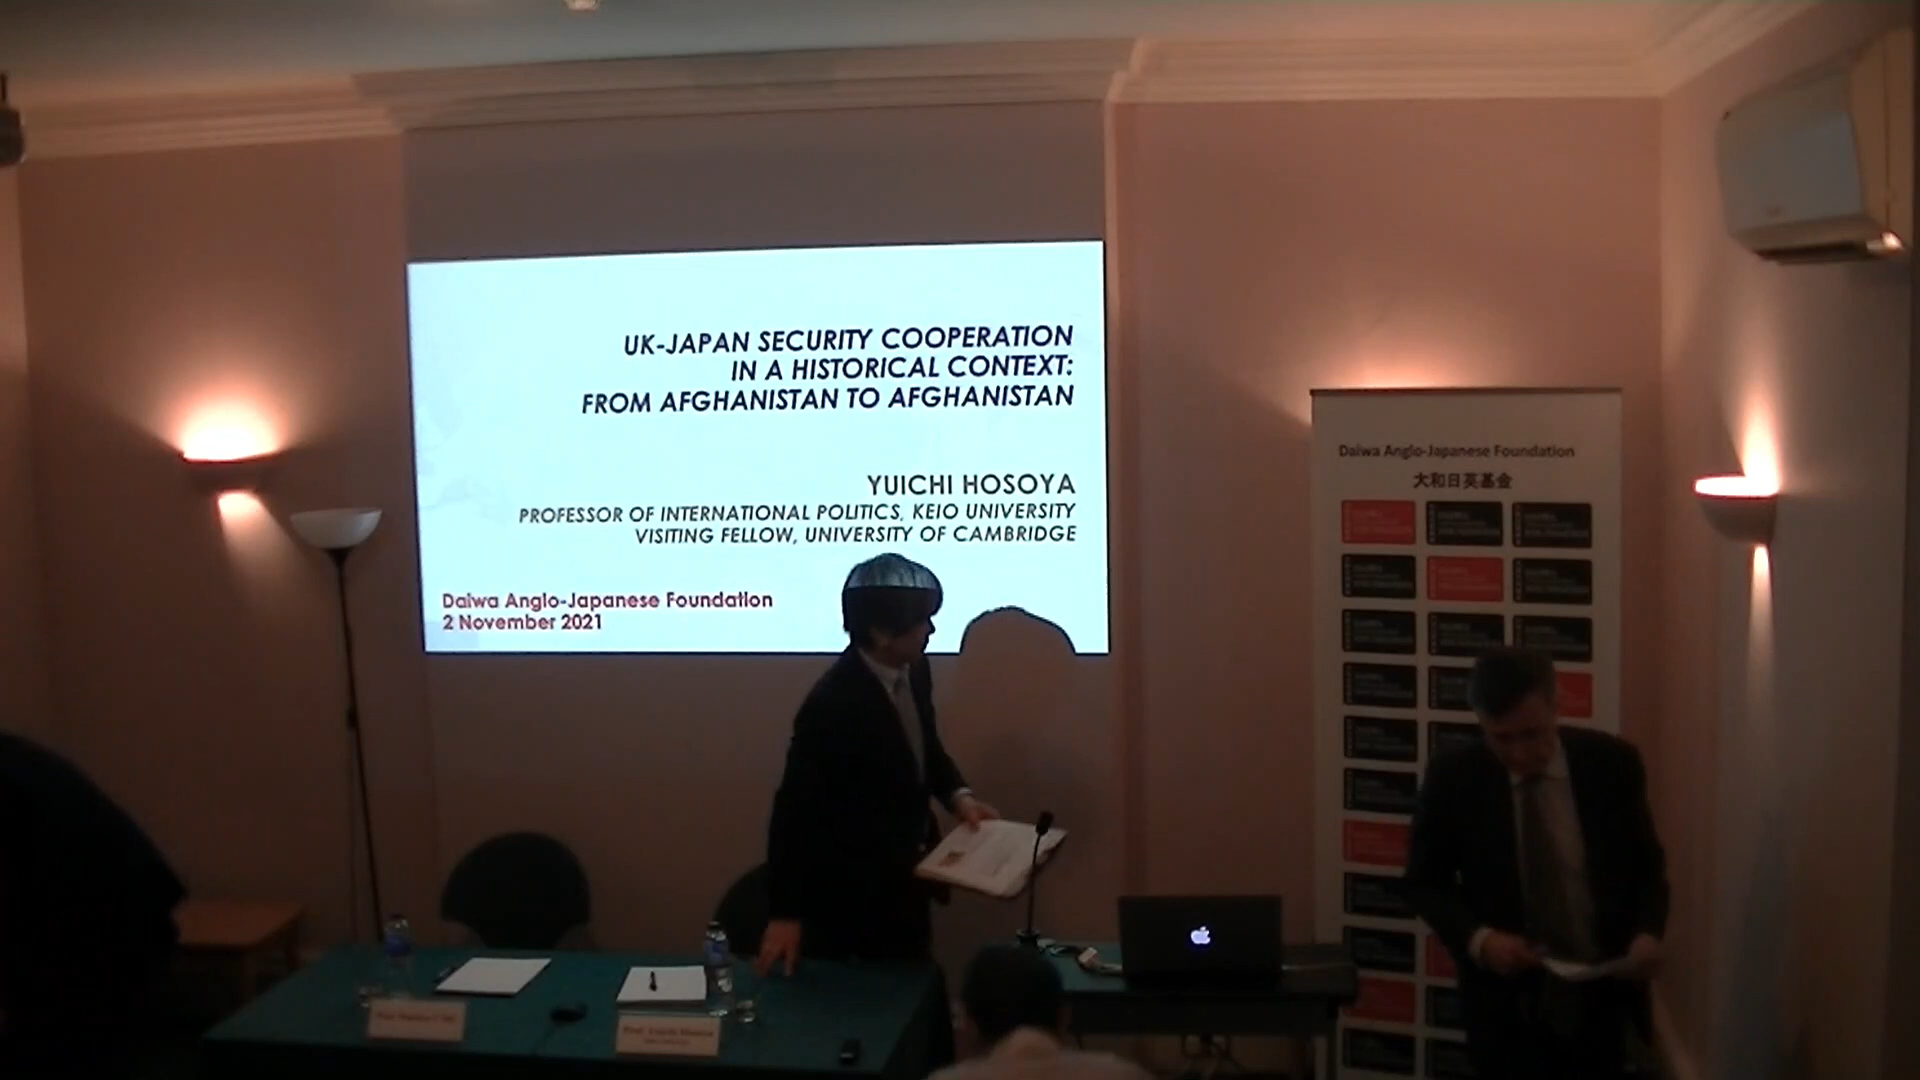 UK-JAPAN SECURITY COOPERATION
IN A HISTORICAL CONTEXT:
FROM AFGHANISTAN TO AFGHANISTAN
YUICHI HOSOYA
PROFESSOR OF INTERNATIONAL POLITICS, KEIO UNIVERSITY
VISITING FELLOW, UNIVERSITY OF CAMBRIDGE
Daiwa Anglo-Japanese Foundation
2 November 2021
Daiwa Anglo-Japanese Foundation
大和日英基金